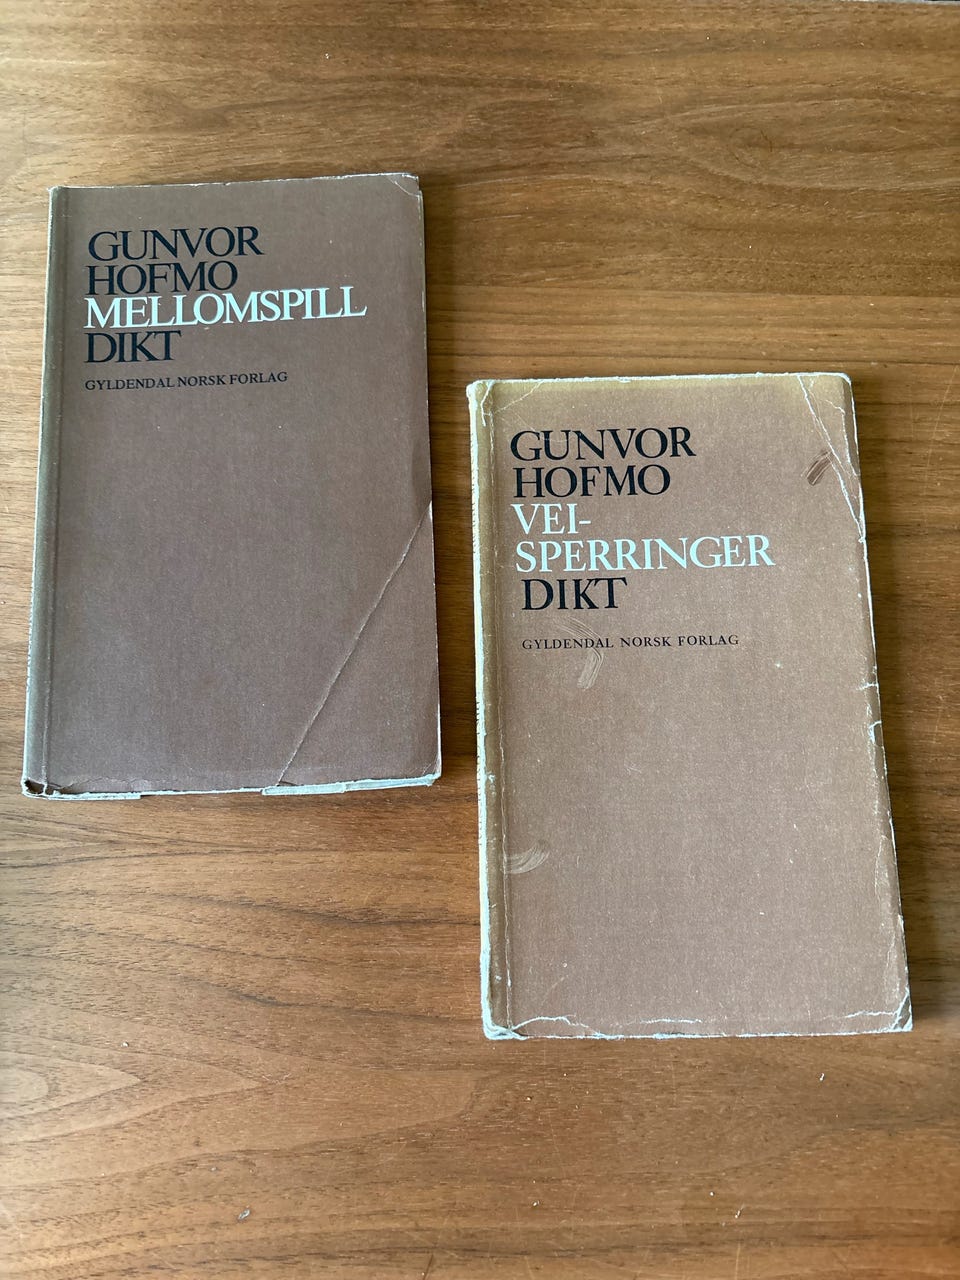 GUNVOR
HOFMO
MELLOMSPILL
DIKT
GYLDENDAL NORSK FORLAG
GUNVOR
HOFMO
VEI-
SPERRINGER
DIKT
GYLDENDAL NORSK FORLAG